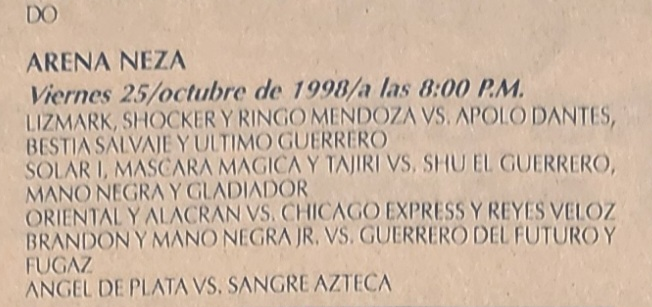 DO
ARENA NEZA
Viernes 25/octubre de 1998/a las 8:00 P.M.
LIZMARK, SHOCKER Y RINGO MENDOZA VS. APOLO DANTES,
BESTIA SALVAJE Y ULTIMO GUERRERO
SOLAR I, MASCARA MAGICA Y TAJIRI VS. SHU EL GUERRERO,
MANO NEGRA Y GLADIADOR
ORIENTAL Y ALACRAN VS. CHICAGO EXPRESS Y REYES VELOZ
BRANDON Y MANO NEGRA JR. VS. GUERRERO DEL FUTURO Y
FUGAZ
ANGEL DE PLATA VS. SANGRE AZTECA